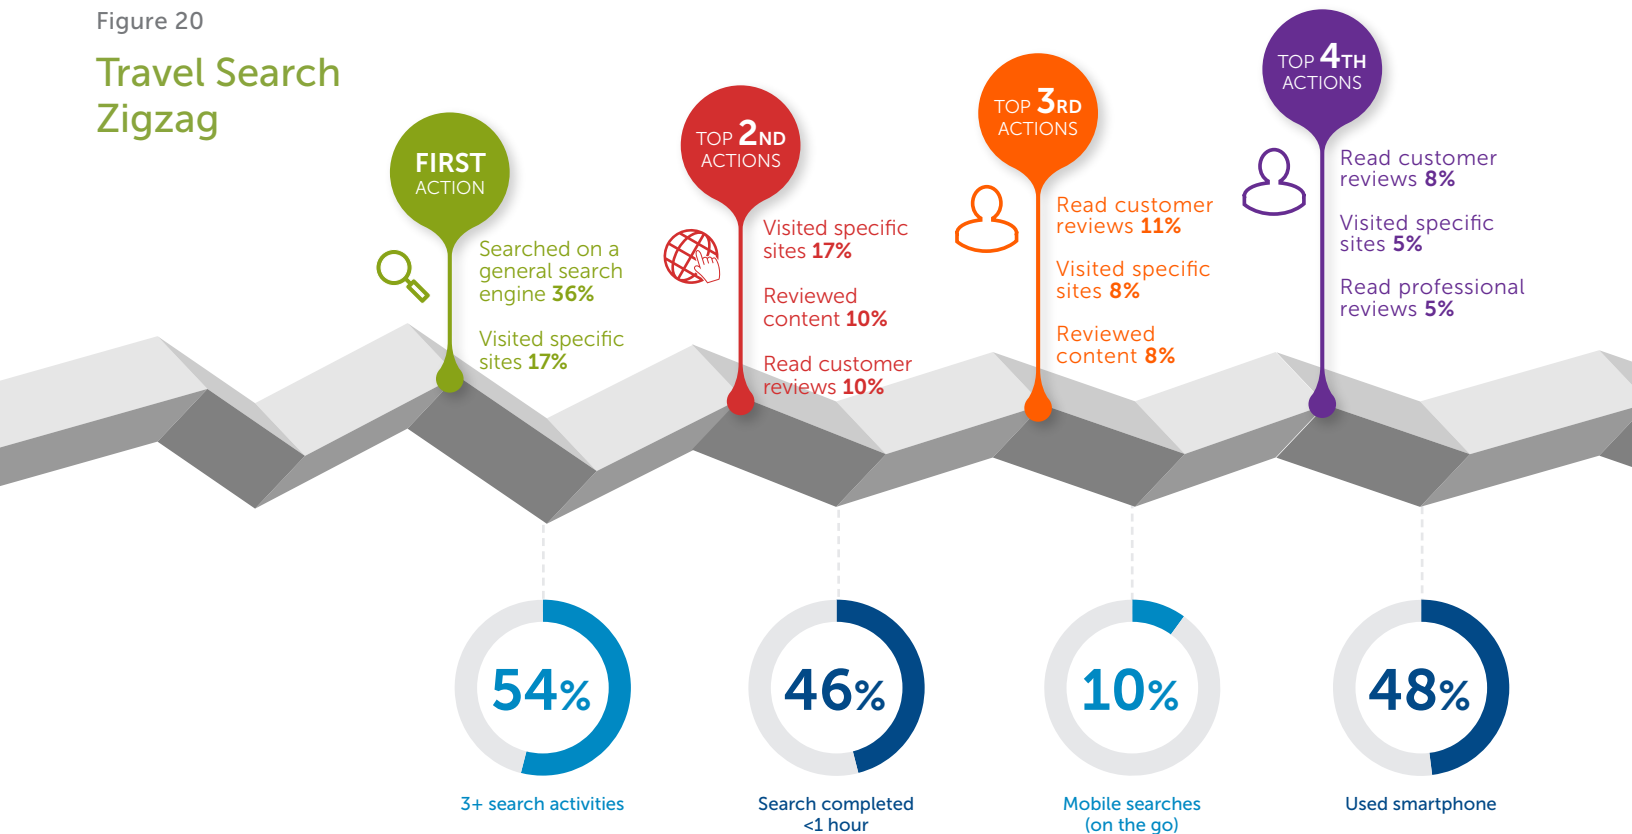 Figure 20
Travel Search
Zigzag
FIRST
ACTION
Searched on a
general search
engine 36%
Visited specific
sites 17%
TOP 2ND
ACTIONS
Visited specific
sites 17%
Reviewed
content 10%
Read customer
reviews 10%
TOP 3RD
ACTIONS
Read customer
reviews 11%
Visited specific
sites 8%
Reviewed
content 8%
TOP 4TH
ACTIONS
Read customer
reviews 8%
Visited specific
sites 5%
Read professional
reviews 5%
54%
3+ search activities
46%
Search completed
<1 hour
10%
Mobile searches
(on the go)
48%
Used smartphone